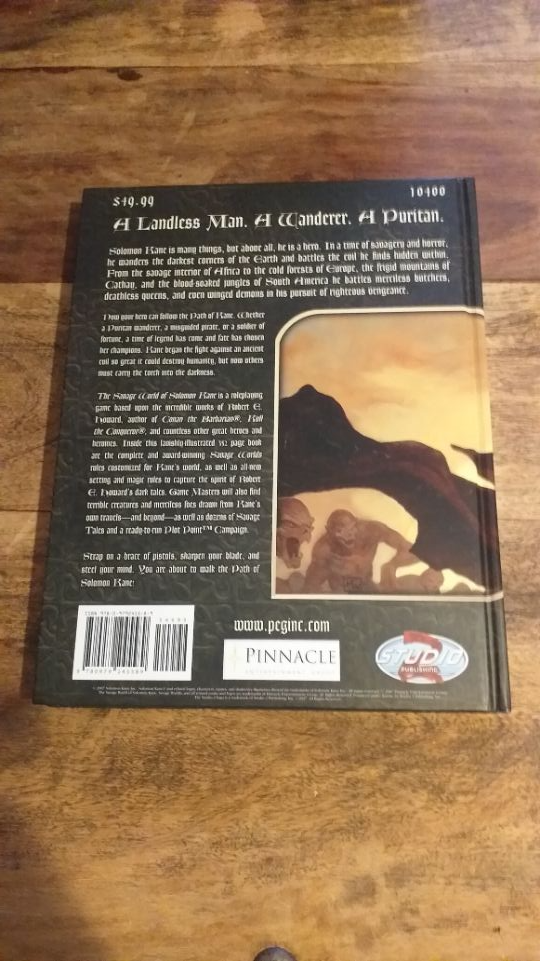 $49.99
10400
A Landless Man. A Wanderer. A Puritan.
Solomon Kane is many things, but above all, he is a hero. In a time of savagery and horror,
he wanders the darkest corners of the Earth and battles the evil he finds hidden within.
From the savage interior of Africa to the cold forests of Europe, the frigid mountains of
Cathay, and the blood-soaked jungles of South America he battles merciless butchers,
deathless queens, and even winged demons in his pursuit of righteous vengeance.
Now your hero can follow the Path of Kane. Whether
a Puritan wanderer, a misguided pirate, or a soldier of
fortune, a time of legend has come and fate has chosen
her champions. Kane began the fight against an ancient
evil so great it could destroy humanity, but now others
must carry the torch into the darkness.
The Savage World of Solomon Kane is a roleplaying
game based upon the incredible works of Robert E.
Howard, author of Conan the Barbarian®, Kull
the Conqueror®, and countless other great heroes and
heroines. Inside this lavishly-illustrated 352 page book
are the complete and award-winning Savage Worlds
rules customized for Kane's world, as well as all-new
setting and magic rules to capture the spirit of Robert
E. Howard's dark tales. Game Masters will also find
terrible creatures and merciless foes drawn from Kane's
own travels—and beyond—as well as dozens of Savage
Tales and a ready-to-run Plot Point™ Campaign.
Strap on a brace of pistols, sharpen your blade, and
steel your mind. You are about to walk the Path of
Solomon Kane!
www.peginc.com
PINNACLE
STUDIO 2
PUBLISHING